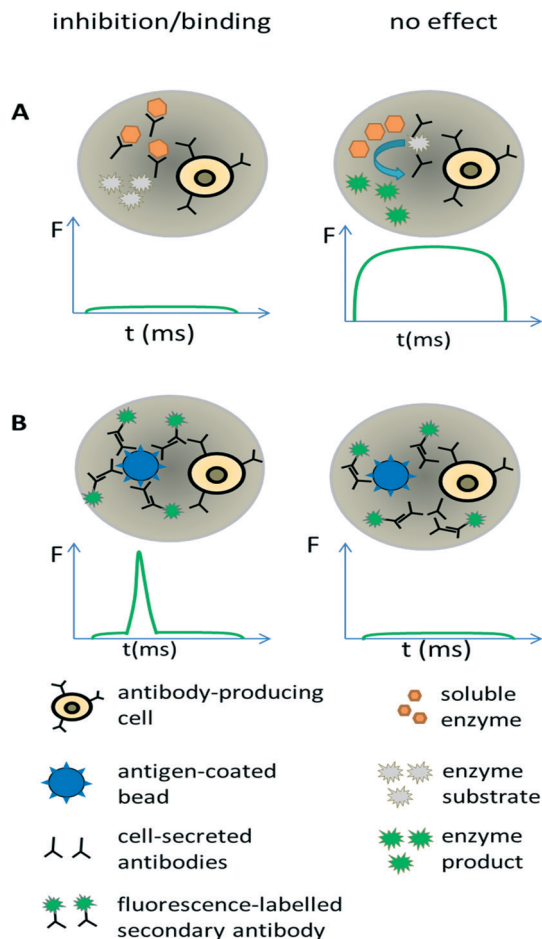 inhibition/binding
no effect
A
F
t (ms)
F
t(ms)
B
F
t(ms)
F
t (ms)
antibody-producing
cell
soluble
enzyme
antigen-coated
bead
enzyme
substrate
cell-secreted
antibodies
enzyme
product
fluorescence-labelled
secondary antibody